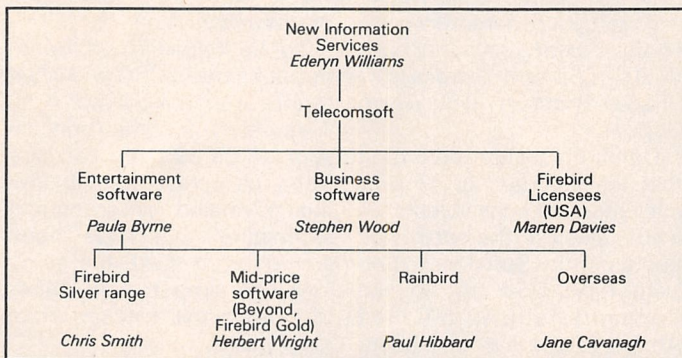 New Information
Services
Ederyn Williams
Telecomsoft
Entertainment
software
Paula Byrne
Business
software
Stephen Wood
Firebird
Licensees
(USA)
Marten Davies
Firebird
Silver range
Chris Smith
Mid-price
software
(Beyond,
Firebird Gold)
Herbert Wright
Rainbird
Paul Hibbard
Overseas
Jane Cavanagh